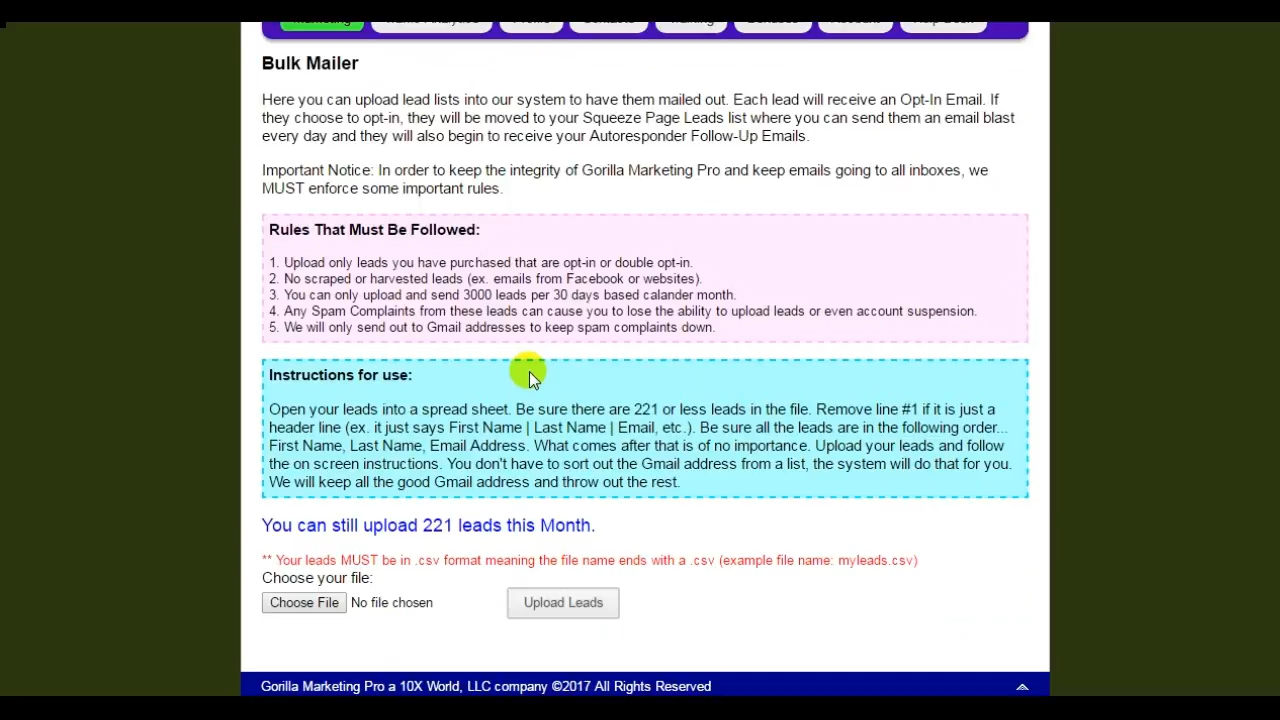 Marketing Traffic Analytics Profile Contacts Training Bonuses Account Help Desk
Bulk Mailer
Here you can upload lead lists into our system to have them mailed out. Each lead will receive an Opt-In Email. If
they choose to opt-in, they will be moved to your Squeeze Page Leads list where you can send them an email blast
every day and they will also begin to receive your Autoresponder Follow-Up Emails.
Important Notice: In order to keep the integrity of Gorilla Marketing Pro and keep emails going to all inboxes, we
MUST enforce some important rules.
Rules That Must Be Followed:
1. Upload only leads you have purchased that are opt-in or double opt-in.
2. No scraped or harvested leads (ex. emails from Facebook or websites).
3. You can only upload and send 3000 leads per 30 days based calander month.
4. Any Spam Complaints from these leads can cause you to lose the ability to upload leads or even account suspension.
5. We will only send out to Gmail addresses to keep spam complaints down.
Instructions for use:
Open your leads into a spread sheet. Be sure there are 221 or less leads in the file. Remove line #1 if it is just a
header line (ex. it just says First Name | Last Name | Email, etc.). Be sure all the leads are in the following order...
First Name, Last Name, Email Address. What comes after that is of no importance. Upload your leads and follow
the on screen instructions. You don't have to sort out the Gmail address from a list, the system will do that for you.
We will keep all the good Gmail address and throw out the rest.
You can still upload 221 leads this Month.
** Your leads MUST be in .csv format meaning the file name ends with a .csv (example file name: myleads.csv)
Choose your file:
Choose File No file chosen Upload Leads
Gorilla Marketing Pro a 10X World, LLC company ©2017 All Rights Reserved